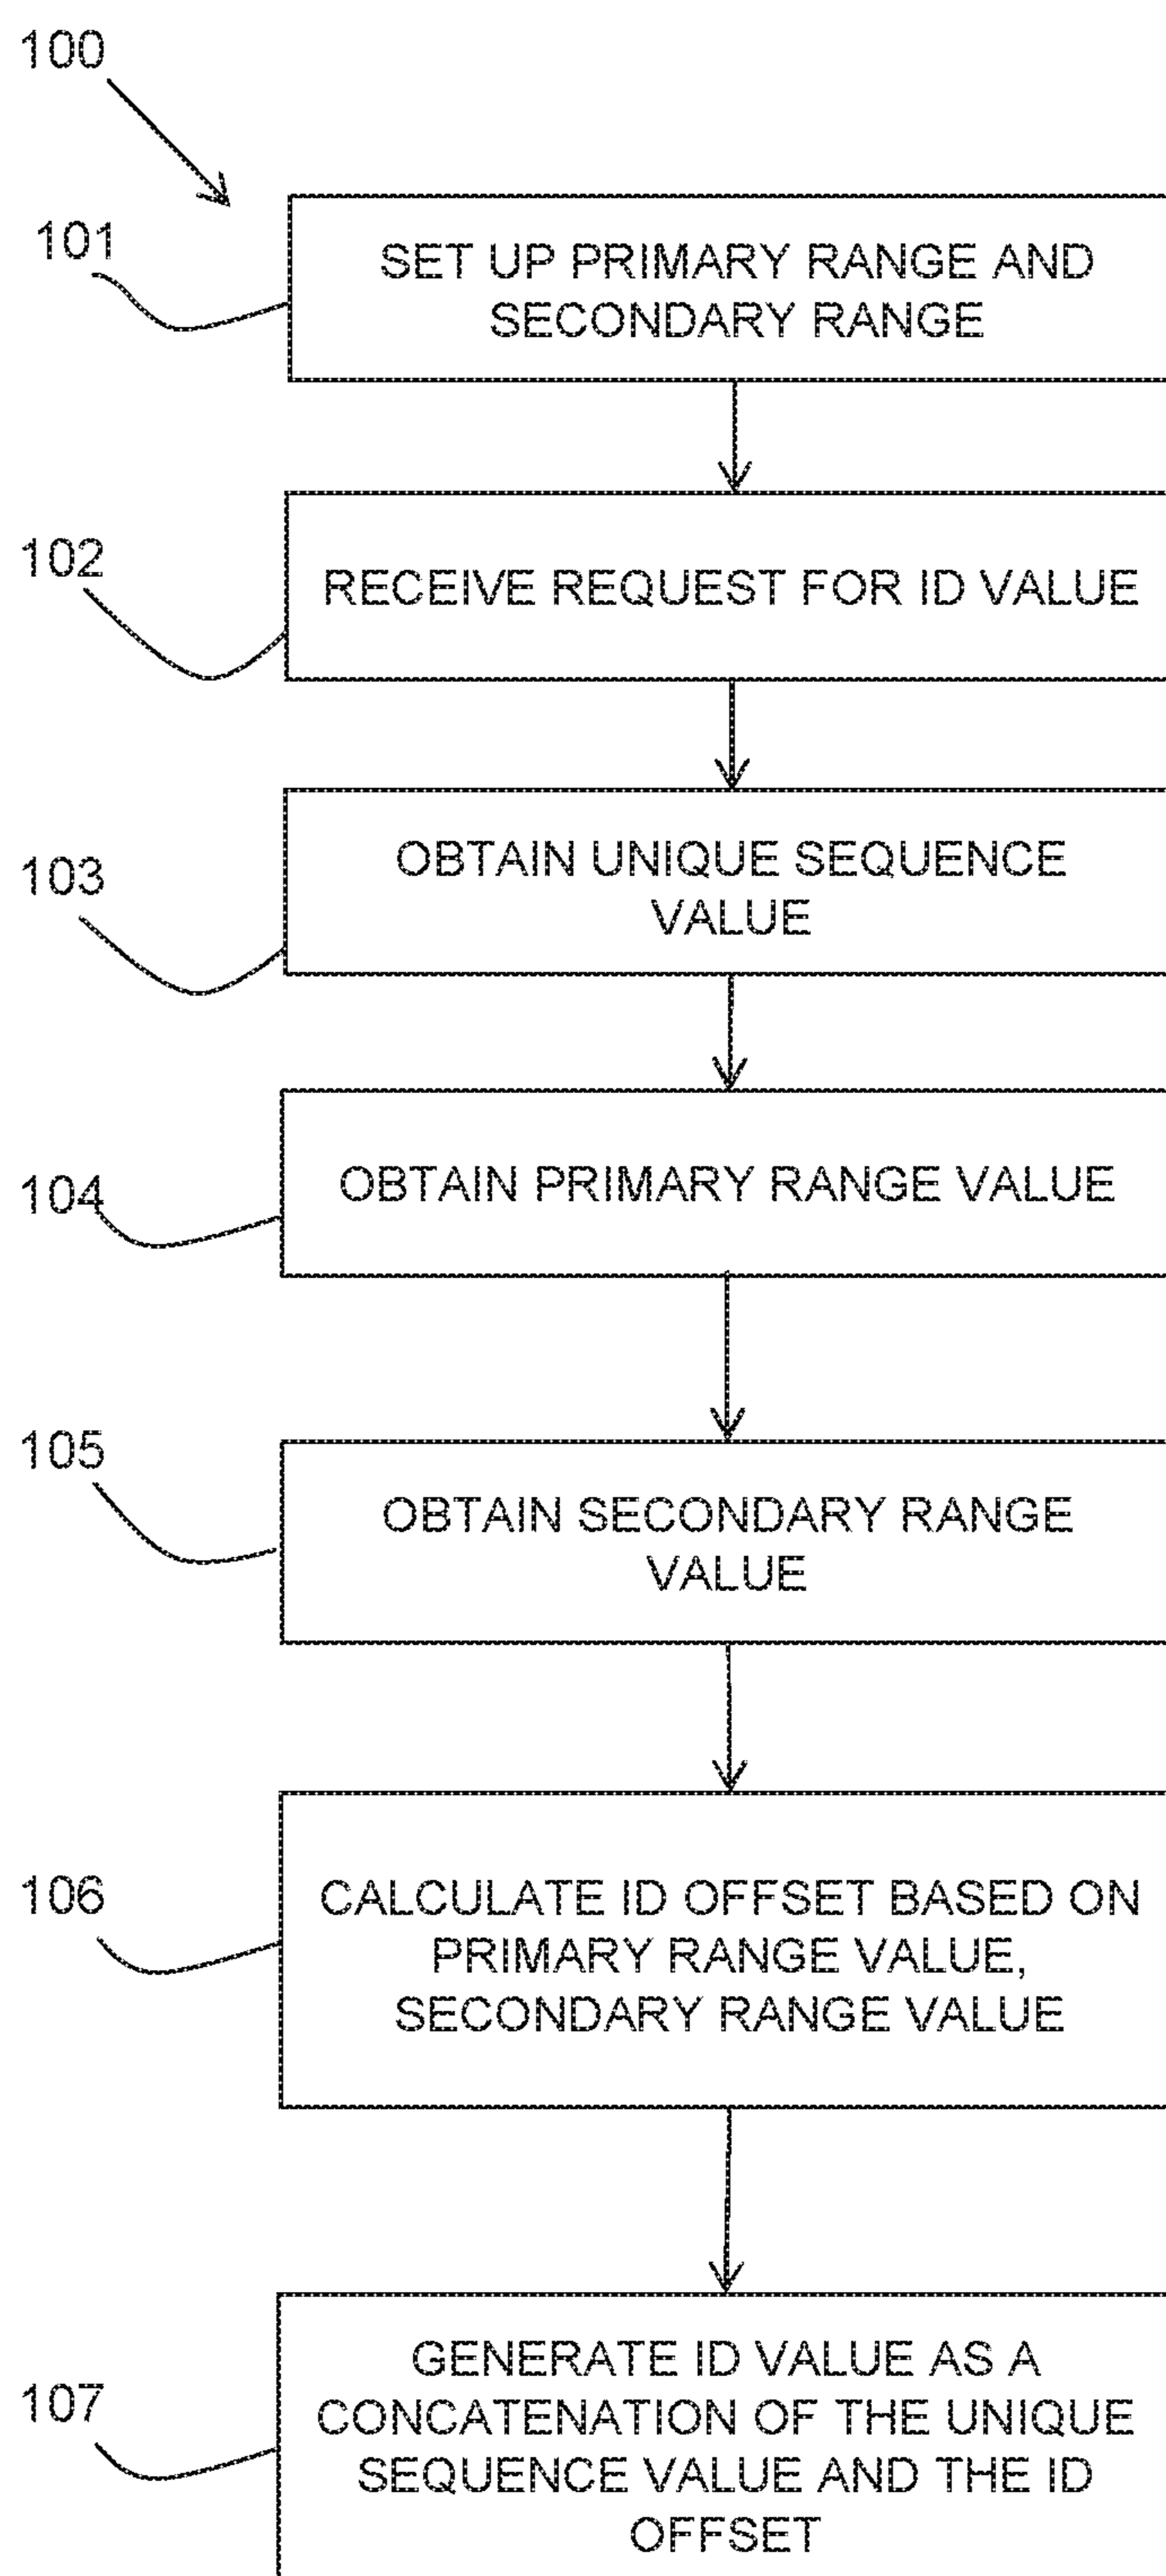 100
101
SET UP PRIMARY RANGE AND
SECONDARY RANGE
102
RECEIVE REQUEST FOR ID VALUE
103
OBTAIN UNIQUE SEQUENCE
VALUE
104
OBTAIN PRIMARY RANGE VALUE
105
OBTAIN SECONDARY RANGE
VALUE
106
CALCULATE ID OFFSET BASED ON
PRIMARY RANGE VALUE,
SECONDARY RANGE VALUE
107
GENERATE ID VALUE AS A
CONCATENATION OF THE UNIQUE
SEQUENCE VALUE AND THE ID
OFFSET